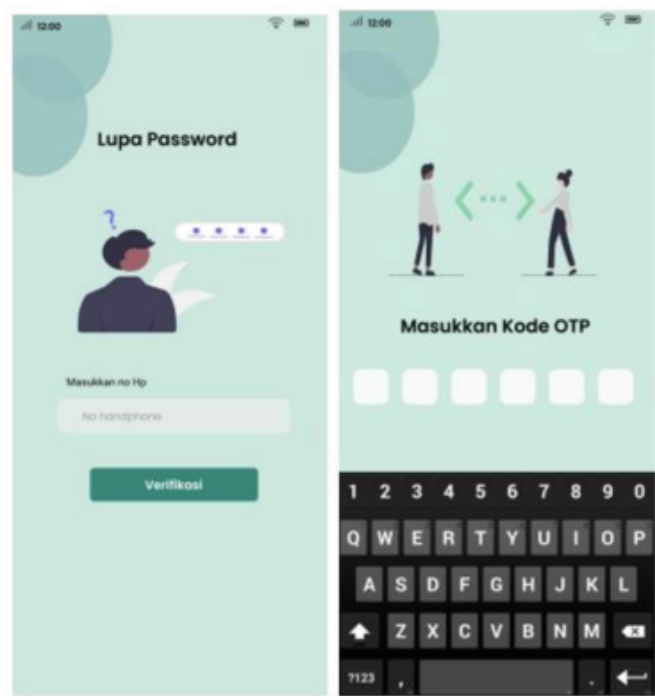 12:00
Lupa Password
?
Masukkan no Hp
No handphone
Verifikasi
12:00
Masukkan Kode OTP
1 2 3 4 5 6 7 8 9 0
Q W E R T Y U I O P
A S D F G H J K L
Z X C V B N M
?123 , .